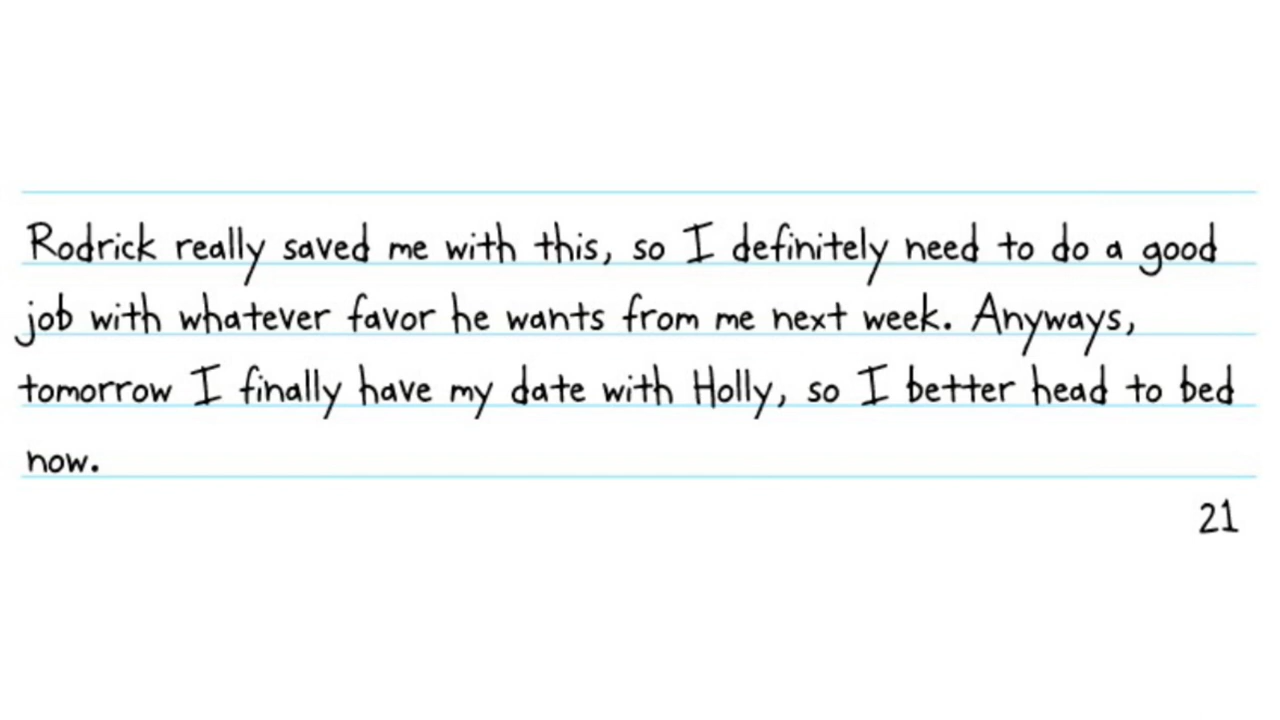 Rodrick really saved me with this, so I definitely need to do a good
job with whatever favor he wants from me next week. Anyways,
tomorrow I finally have my date with Holly, so I better head to bed
now.
21